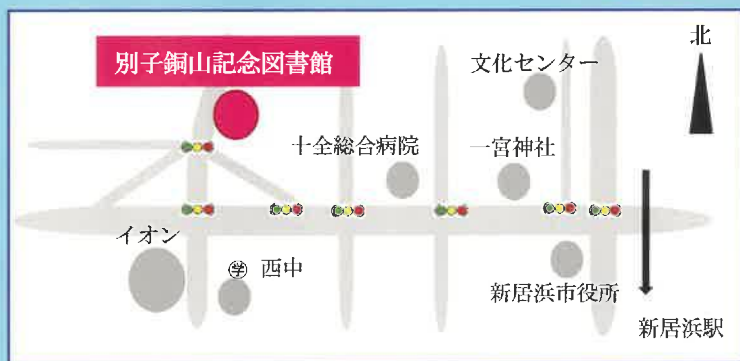 別子銅山記念図書館
文化センター
北
十全総合病院
一宮神社
イオン
学 西中
新居浜市役所
新居浜駅